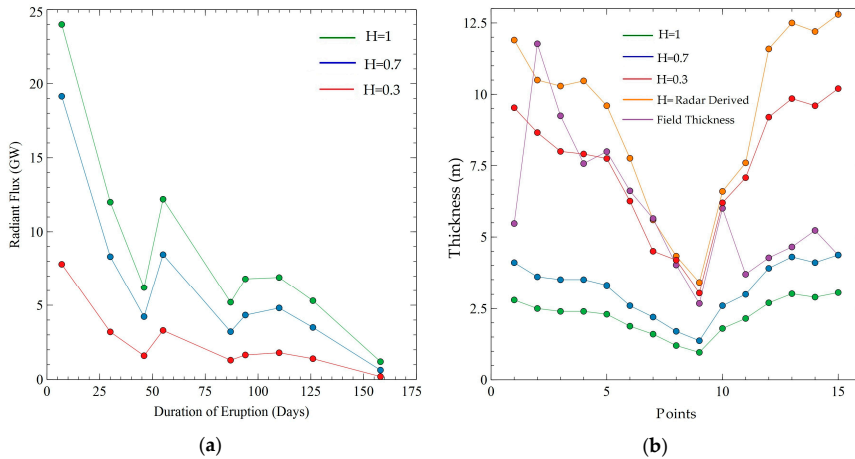 25
20
15
10
5
0
0
25
50
75
100
125
150
175
Radiant Flux (GW)
Duration of Eruption (Days)
H=1
H=0.7
H=0.3
(a)
12.5
10
7.5
5
2.5
0
0
5
10
15
Thickness (m)
Points
H=1
H=0.7
H=0.3
H=Radar Derived
Field Thickness
(b)